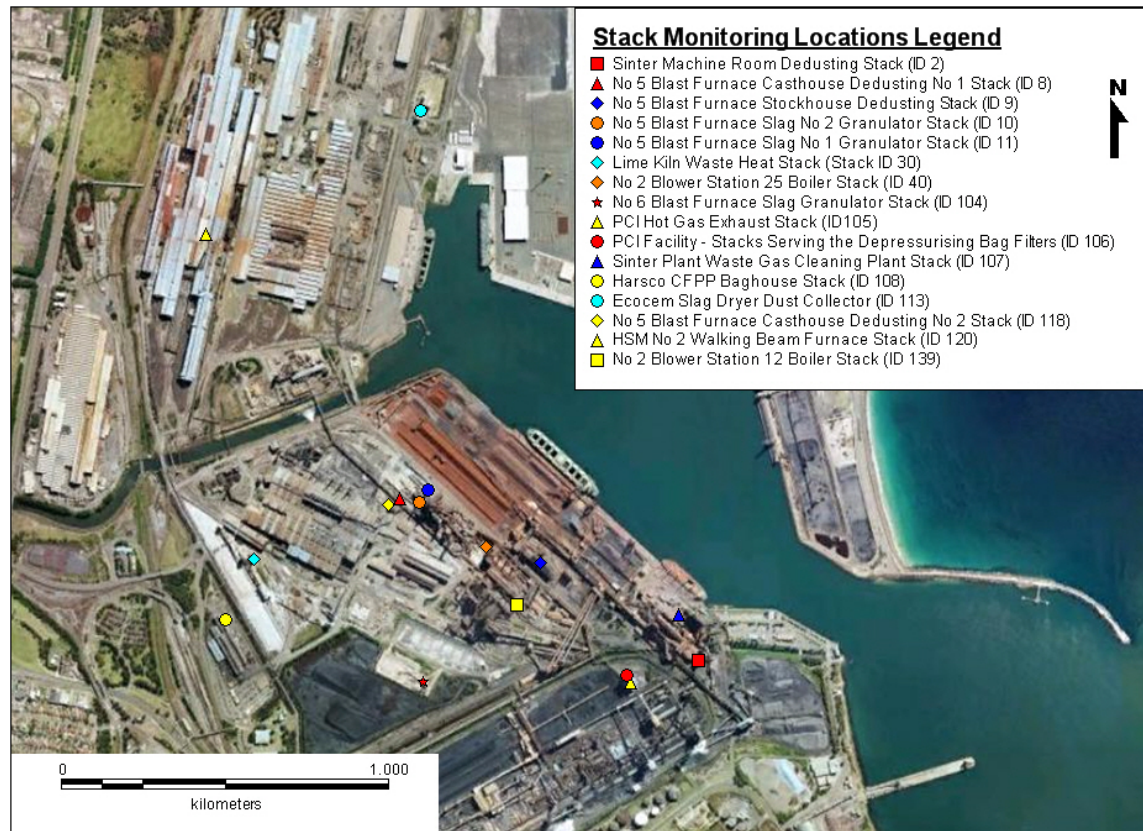 Stack Monitoring Locations Legend
Sinter Machine Room Dedusting Stack (ID 2)
No 5 Blast Furnace Casthouse Dedusting No 1 Stack (ID 8)
No 5 Blast Furnace Stockhouse Dedusting Stack (ID 9)
No 5 Blast Furnace Slag No 2 Granulator Stack (ID 10)
No 5 Blast Furnace Slag No 1 Granulator Stack (ID 11)
Lime Kiln Waste Heat Stack (Stack ID 30)
No 2 Blower Station 25 Boiler Stack (ID 40)
No 6 Blast Furnace Slag Granulator Stack (ID 104)
PCI Hot Gas Exhaust Stack (ID105)
PCI Facility - Stacks Serving the Depressurising Bag Filters (ID 106)
Sinter Plant Waste Gas Cleaning Plant Stack (ID 107)
Harsco CFPP Baghouse Stack (ID 108)
Ecocem Slag Dryer Dust Collector (ID 113)
No 5 Blast Furnace Casthouse Dedusting No 2 Stack (ID 118)
HSM No 2 Walking Beam Furnace Stack (ID 120)
No 2 Blower Station 12 Boiler Stack (ID 139)
N
0 1.000
kilometers